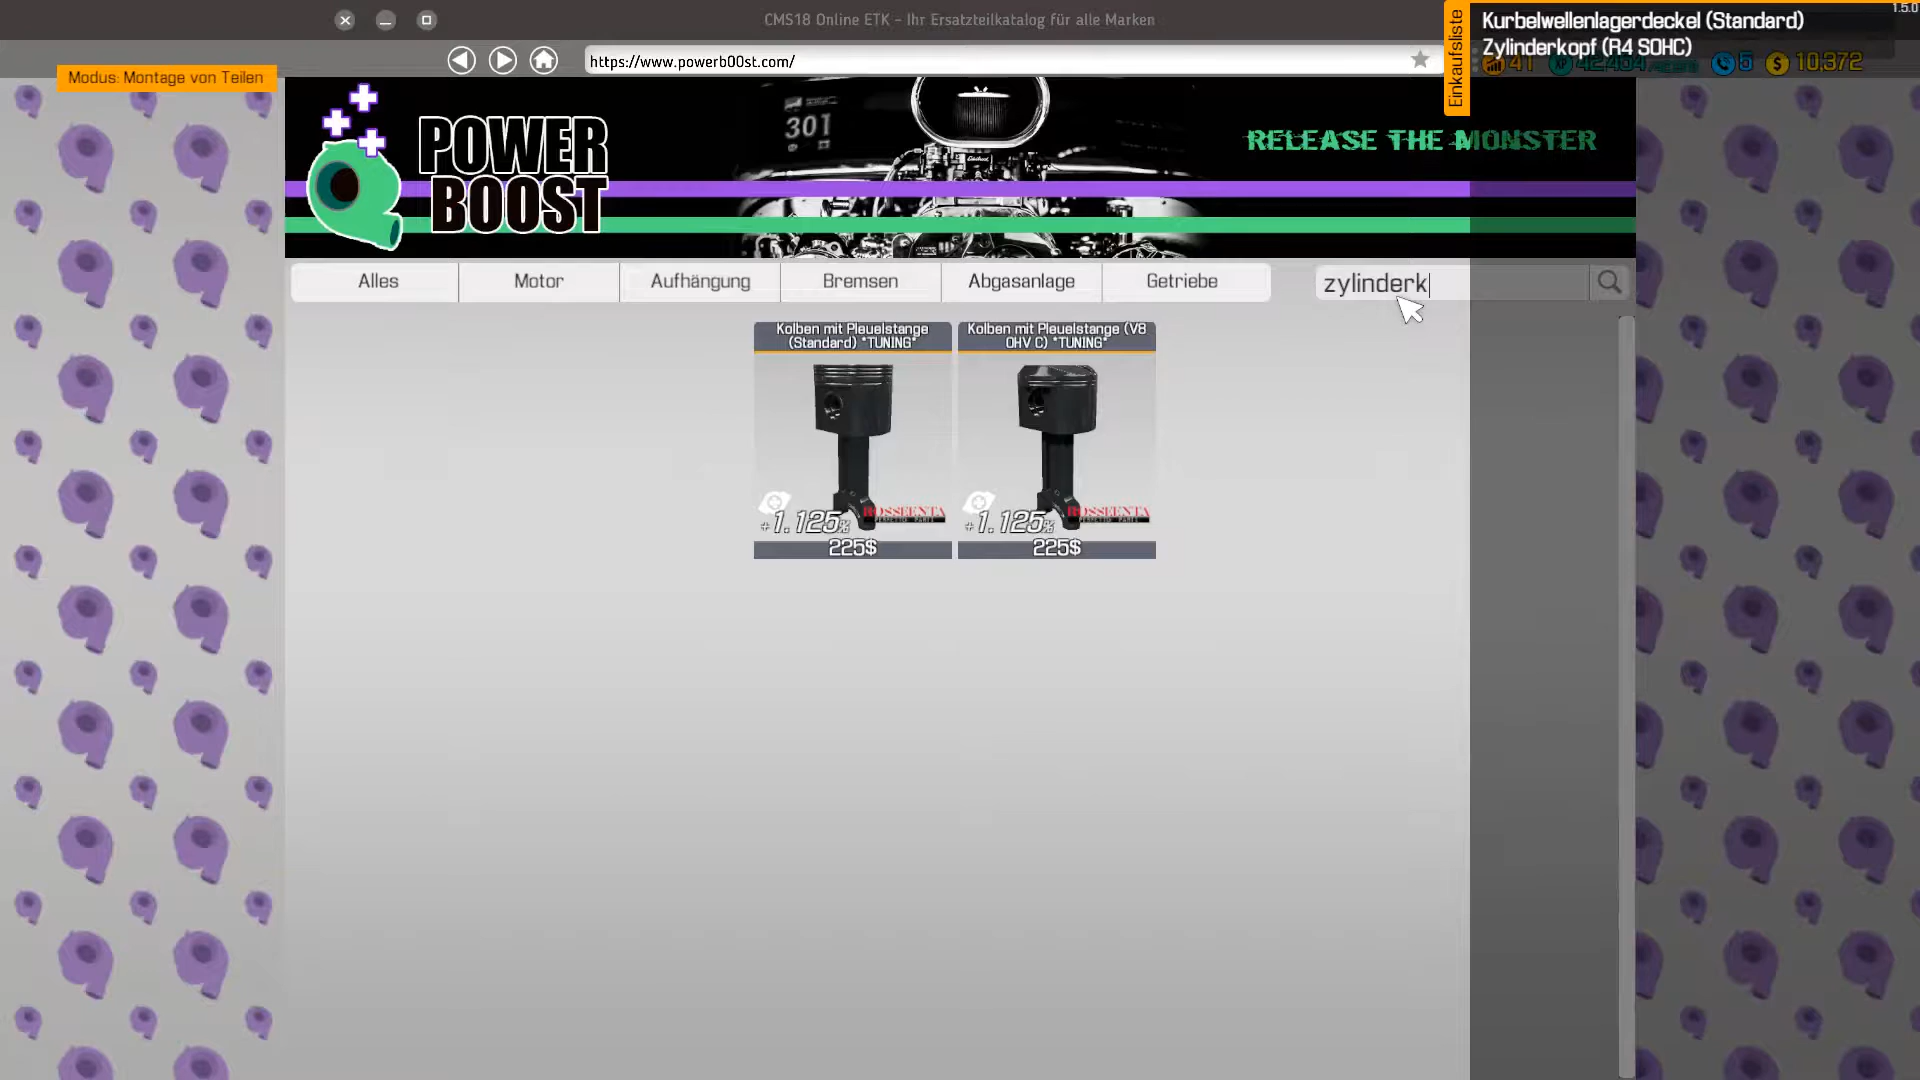 CMS18 Online ETK - Ihr Ersatzteilkatalog für alle Marken
1.5.0
Einkaufsliste
Kurbelwellenlagerdeckel (Standard)
Zylinderkopf (R4 SOHC)
https://www.powerb00st.com/
41
XP
5
$ 10,372
Modus: Montage von Teilen
POWER
BOOST
301
RELEASE THE MONSTER
Alles
Motor
Aufhängung
Bremsen
Abgasanlage
Getriebe
zylinderk
Kolben mit Pleuelstange
(Standard) *TUNING*
+1.125%
ROSSEENTA
225$
Kolben mit Pleuelstange (V8
OHV C) *TUNING*
+1.125%
ROSSEENTA
225$